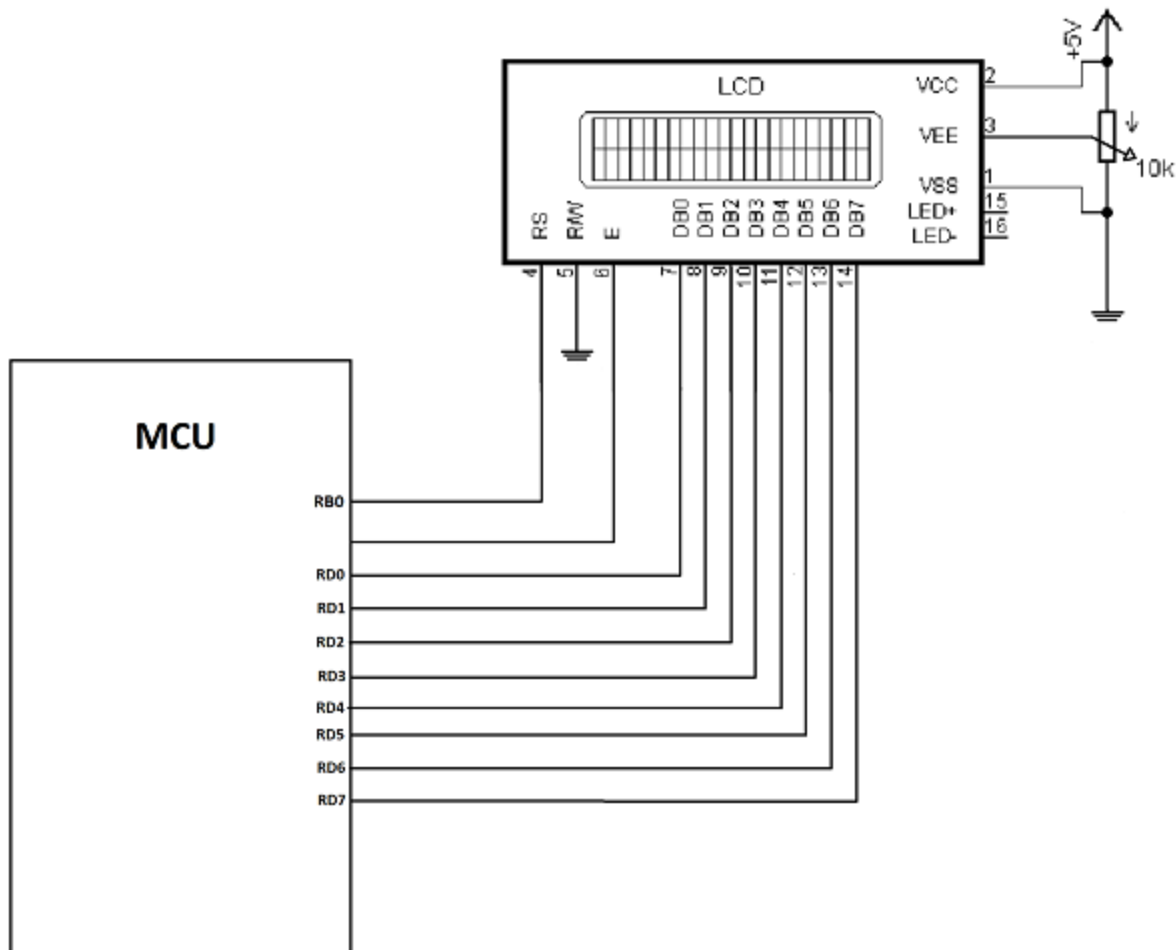 +5V
LCD
VCC 2
VEE 3
10k
VSS 1
LED+ 15
LED- 16
RS R/W E DB0 DB1 DB2 DB3 DB4 DB5 DB6 DB7
4 5 6 7 8 9 10 11 12 13 14
MCU
RB0
RD0
RD1
RD2
RD3
RD4
RD5
RD6
RD7